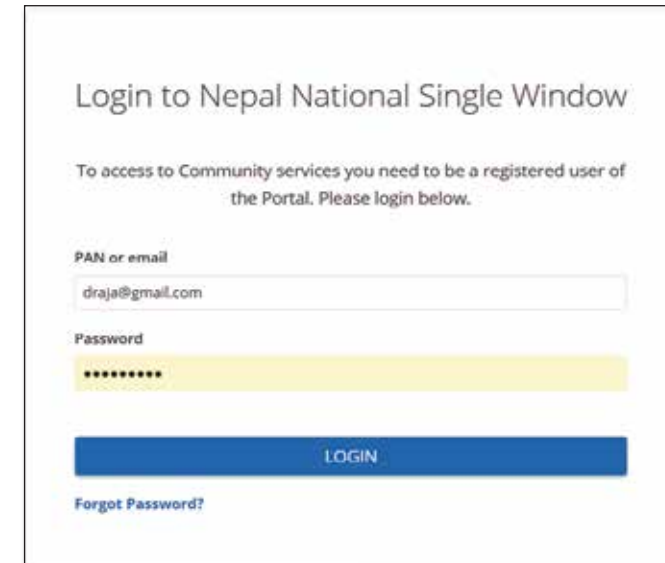 Login to Nepal National Single Window
To access to Community services you need to be a registered user of
the Portal. Please login below.
PAN or email
draja@gmail.com
Password
•••••••••
LOGIN
Forgot Password?